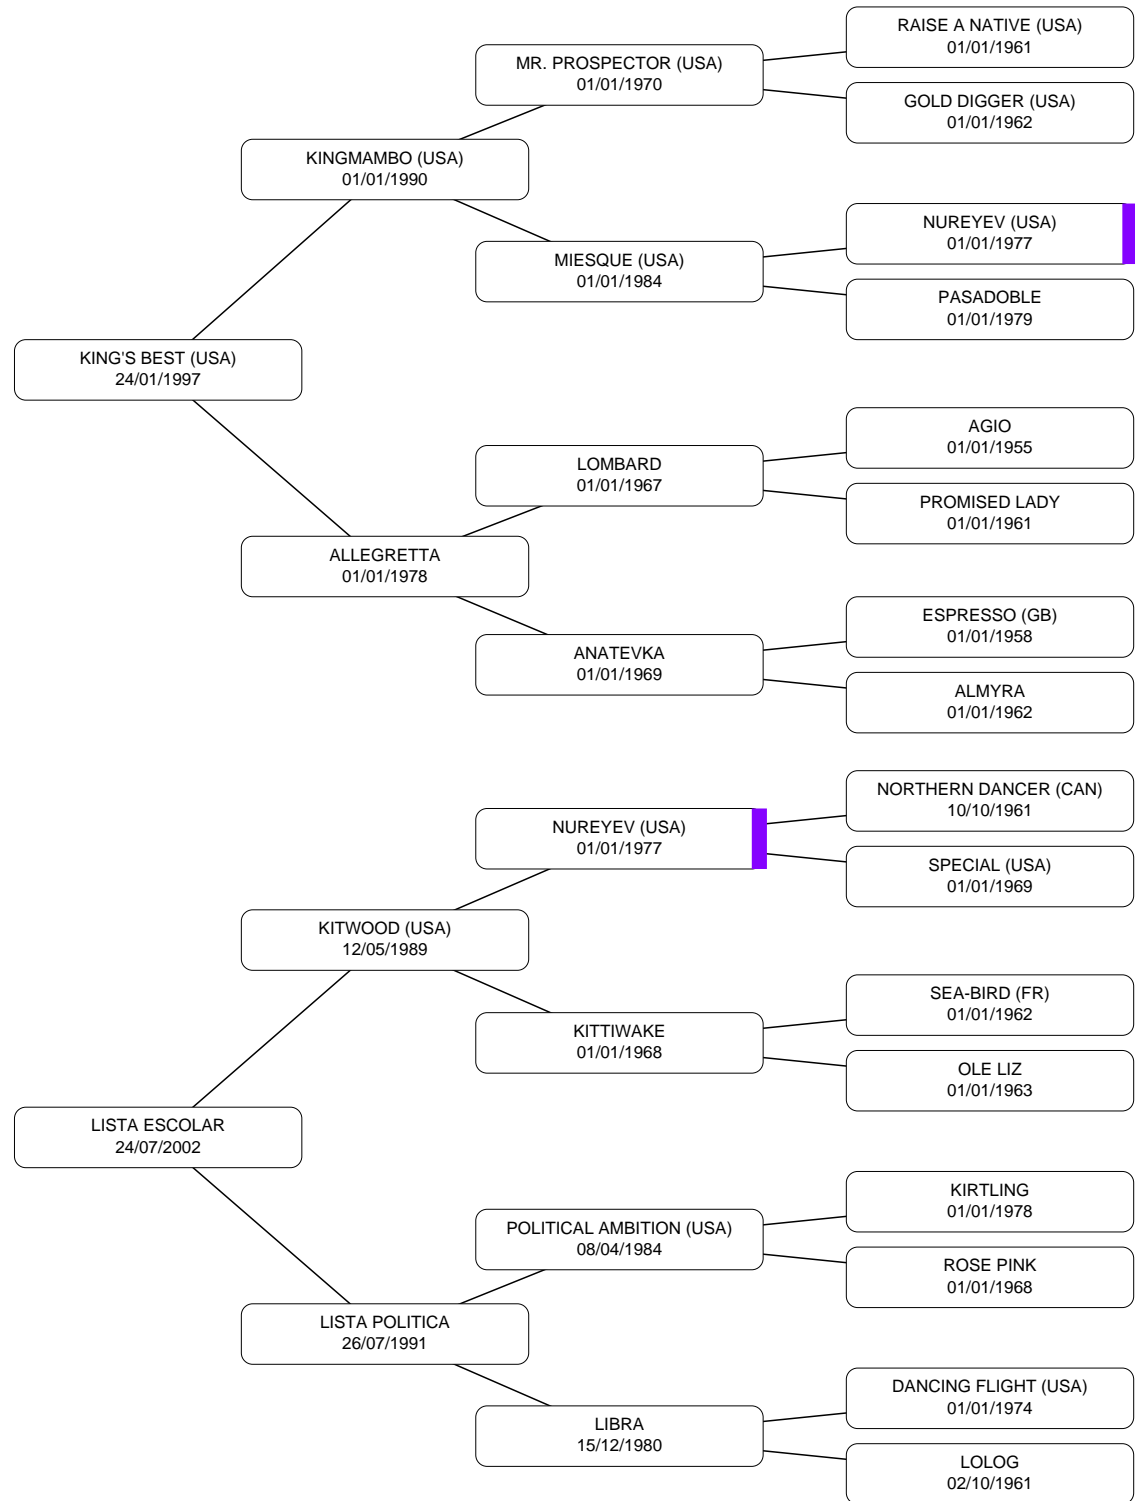 RAISE A NATIVE (USA)
01/01/1961
MR. PROSPECTOR (USA)
01/01/1970
GOLD DIGGER (USA)
01/01/1962
KINGMAMBO (USA)
01/01/1990
NUREYEV (USA)
01/01/1977
MIESQUE (USA)
01/01/1984
PASADOBLE
01/01/1979
KING'S BEST (USA)
24/01/1997
AGIO
01/01/1955
LOMBARD
01/01/1967
PROMISED LADY
01/01/1961
ALLEGRETTA
01/01/1978
ESPRESSO (GB)
01/01/1958
ANATEVKA
01/01/1969
ALMYRA
01/01/1962
NORTHERN DANCER (CAN)
10/10/1961
NUREYEV (USA)
01/01/1977
SPECIAL (USA)
01/01/1969
KITWOOD (USA)
12/05/1989
SEA-BIRD (FR)
01/01/1962
KITTIWAKE
01/01/1968
OLE LIZ
01/01/1963
LISTA ESCOLAR
24/07/2002
KIRTLING
01/01/1978
POLITICAL AMBITION (USA)
08/04/1984
ROSE PINK
01/01/1968
LISTA POLITICA
26/07/1991
DANCING FLIGHT (USA)
01/01/1974
LIBRA
15/12/1980
LOLOG
02/10/1961